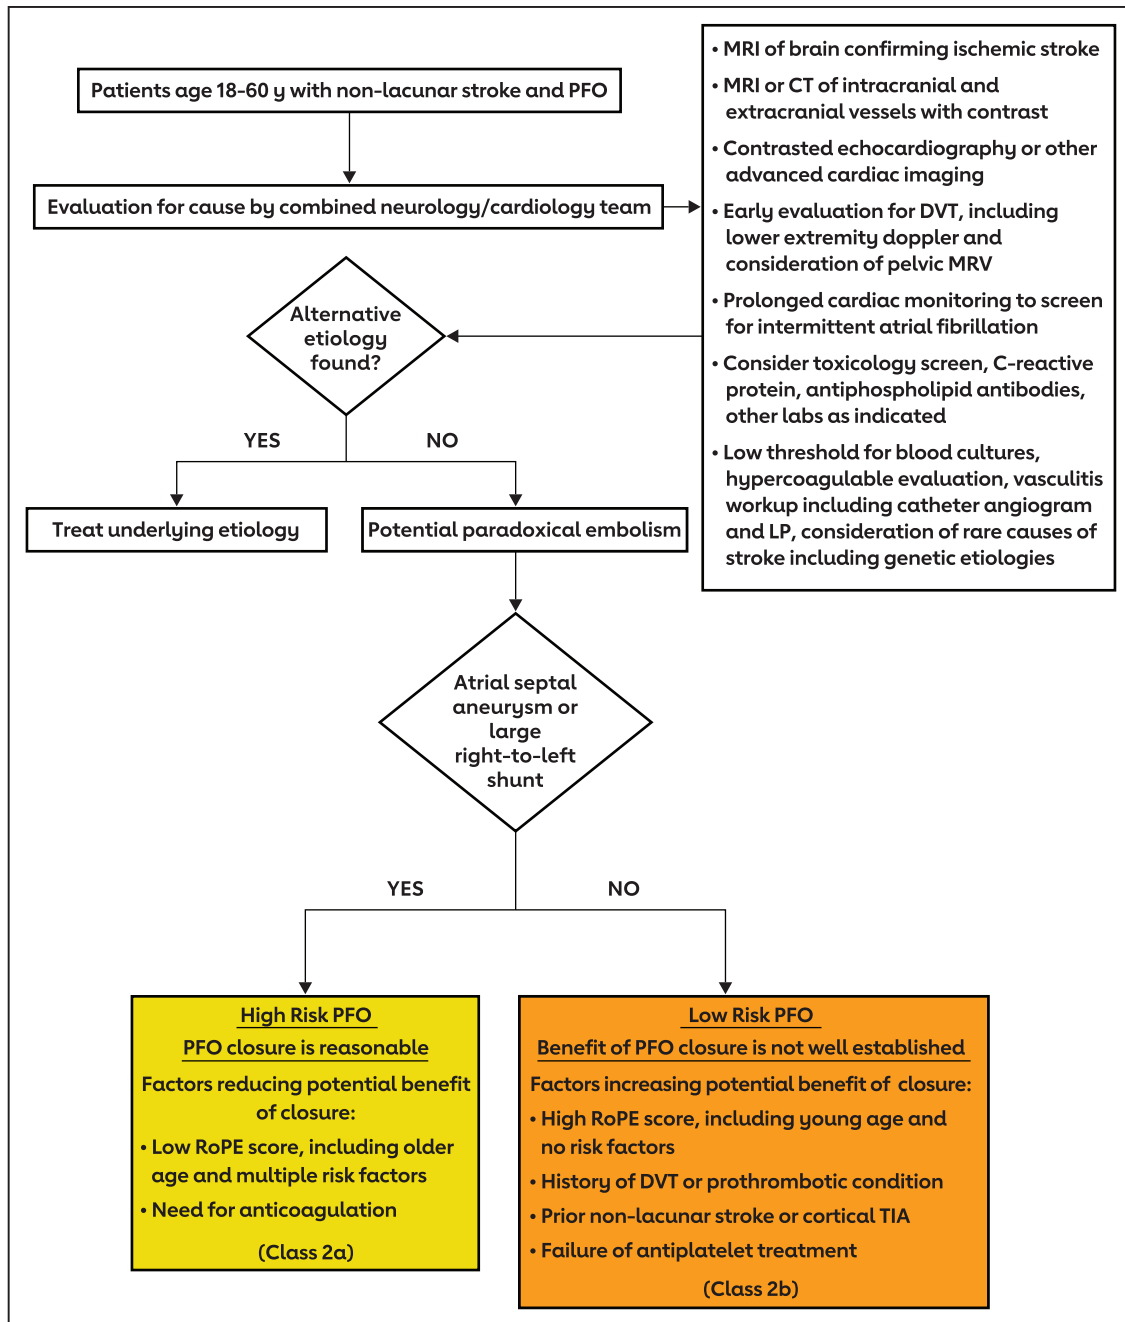 Patients age 18-60 y with non-lacunar stroke and PFO
Evaluation for cause by combined neurology/cardiology team
• MRI of brain confirming ischemic stroke
• MRI or CT of intracranial and
extracranial vessels with contrast
• Contrasted echocardiography or other
advanced cardiac imaging
• Early evaluation for DVT, including
lower extremity doppler and
consideration of pelvic MRV
• Prolonged cardiac monitoring to screen
for intermittent atrial fibrillation
• Consider toxicology screen, C-reactive
protein, antiphospholipid antibodies,
other labs as indicated
• Low threshold for blood cultures,
hypercoagulable evaluation, vasculitis
workup including catheter angiogram
and LP, consideration of rare causes of
stroke including genetic etiologies
Alternative
etiology
found?
YES
NO
Treat underlying etiology
Potential paradoxical embolism
Atrial septal
aneurysm or
large
right-to-left
shunt
YES
NO
High Risk PFO
PFO closure is reasonable
Factors reducing potential benefit
of closure:
• Low RoPE score, including older
age and multiple risk factors
• Need for anticoagulation
(Class 2a)
Low Risk PFO
Benefit of PFO closure is not well established
Factors increasing potential benefit of closure:
• High RoPE score, including young age and
no risk factors
• History of DVT or prothrombotic condition
• Prior non-lacunar stroke or cortical TIA
• Failure of antiplatelet treatment
(Class 2b)